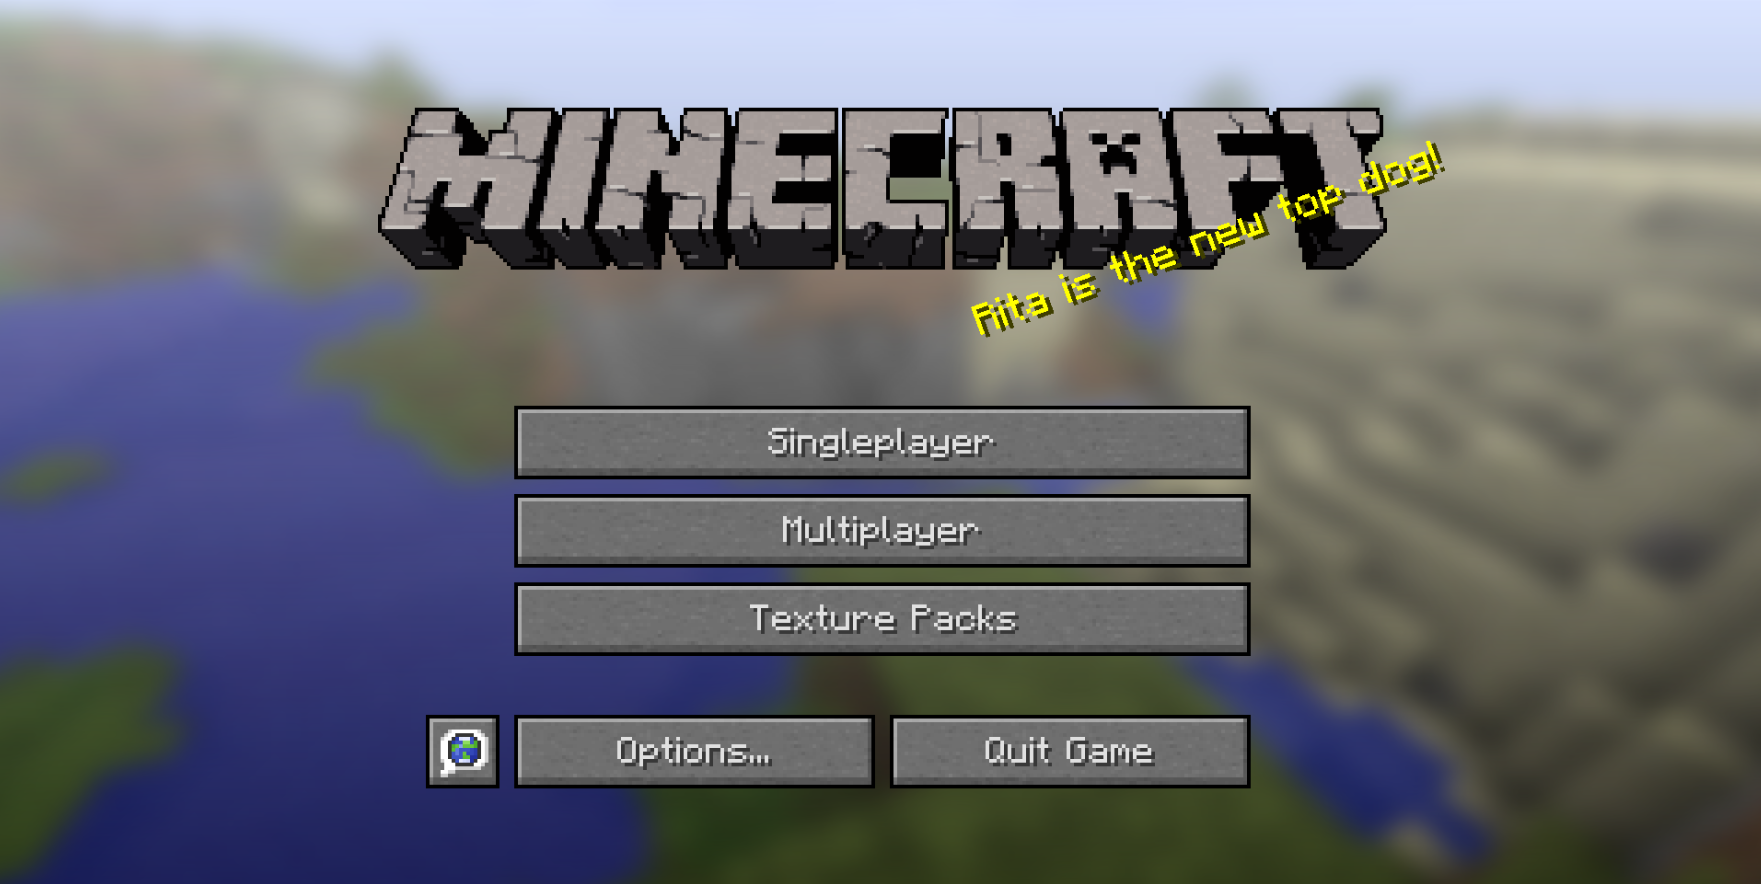 MINECRAFT
Rita is the new top dog!
Singleplayer
Multiplayer
Texture Packs
Options...
Quit Game